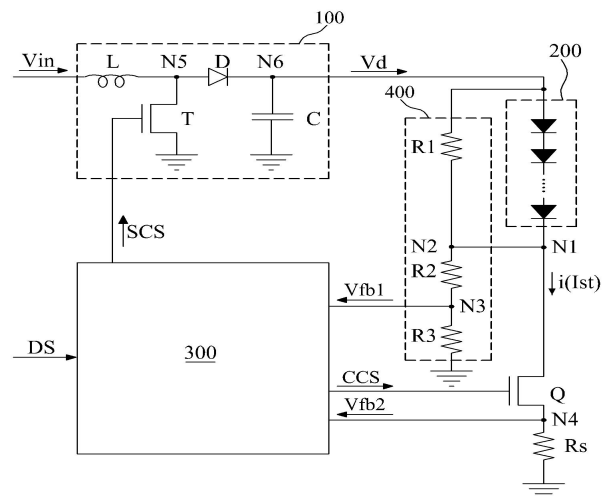 100
Vin
L
N5
D
N6
Vd
200
400
T
C
R1
N2
N1
SCS
R2
i(Ist)
Vfb1
N3
DS
300
R3
CCS
Q
Vfb2
N4
Rs